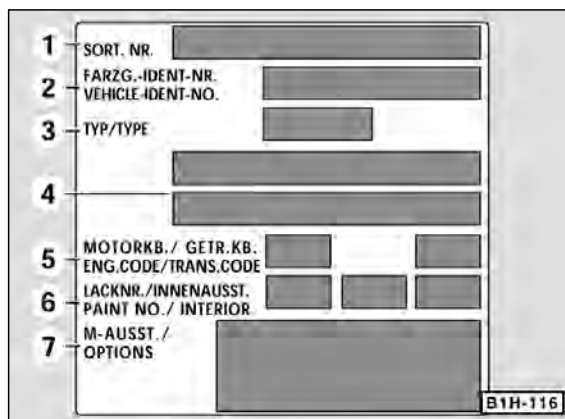 1 SORT. NR.
FARZG.-IDENT-NR.
2 VEHICLE-IDENT-NO.
3 TYP/TYPE
4
MOTORKB./ GETR.KB.
5 ENG.CODE/TRANS.CODE
LACKNR./INNENAUSST.
6 PAINT NO./ INTERIOR
M-AUSST./
7 OPTIONS
B1H-116